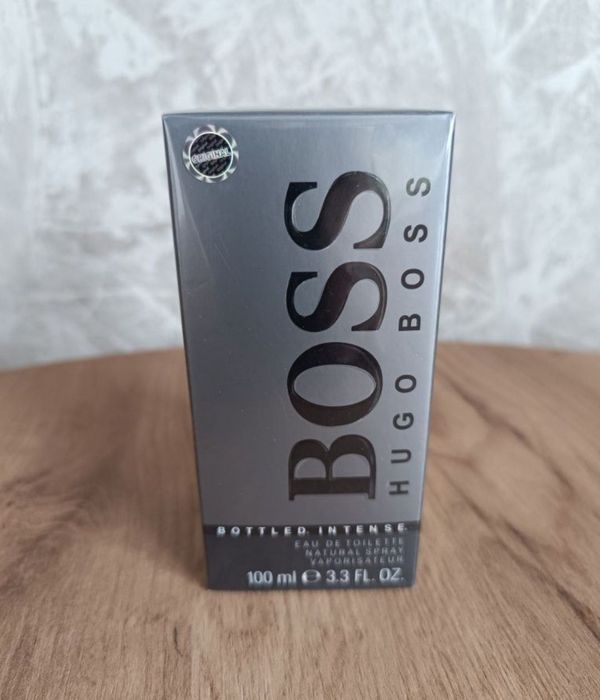 ORIGINAL
BOSS
HUGO BOSS
BOTTLED INTENSE
EAU DE TOILETTE
NATURAL SPRAY
VAPORISATEUR
100 ml ℮ 3.3 FL. OZ.